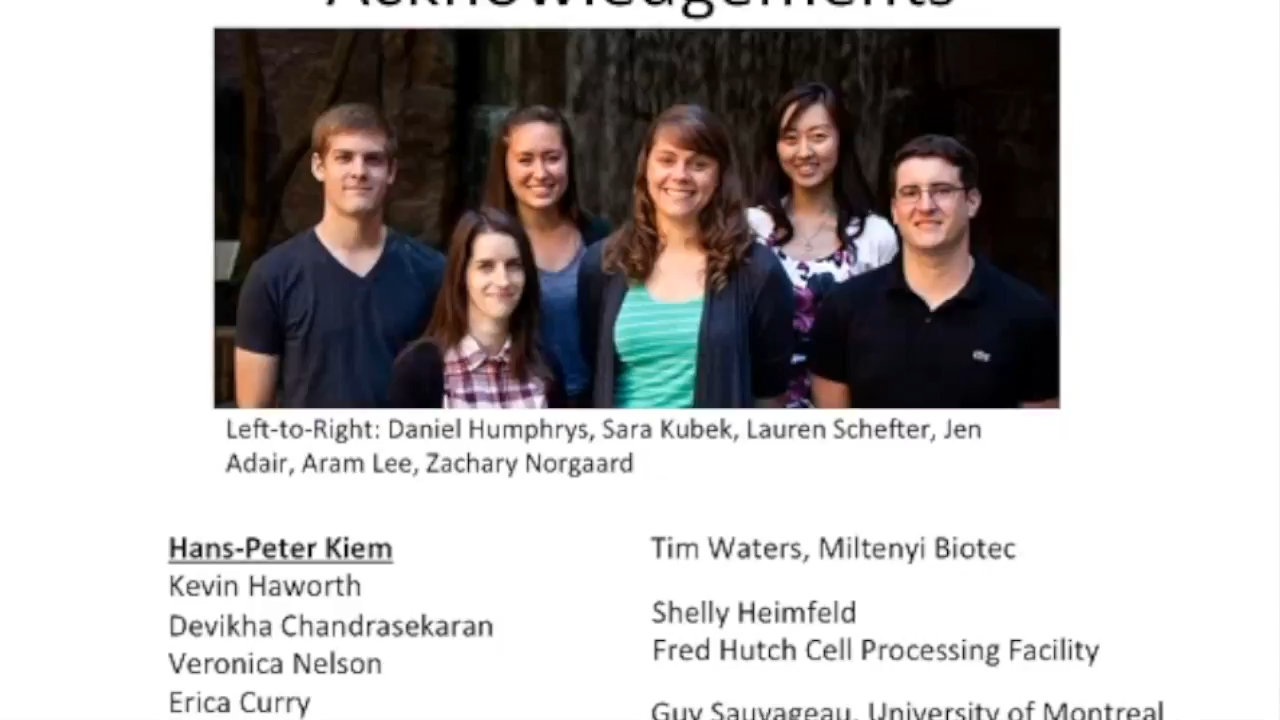 Acknowledgements
Left-to-Right: Daniel Humphrys, Sara Kubek, Lauren Schefter, Jen
Adair, Aram Lee, Zachary Norgaard
Hans-Peter Kiem
Kevin Haworth
Devikha Chandrasekaran
Veronica Nelson
Erica Curry
Tim Waters, Miltenyi Biotec
Shelly Heimfeld
Fred Hutch Cell Processing Facility
Guy Sauvageau, University of Montreal